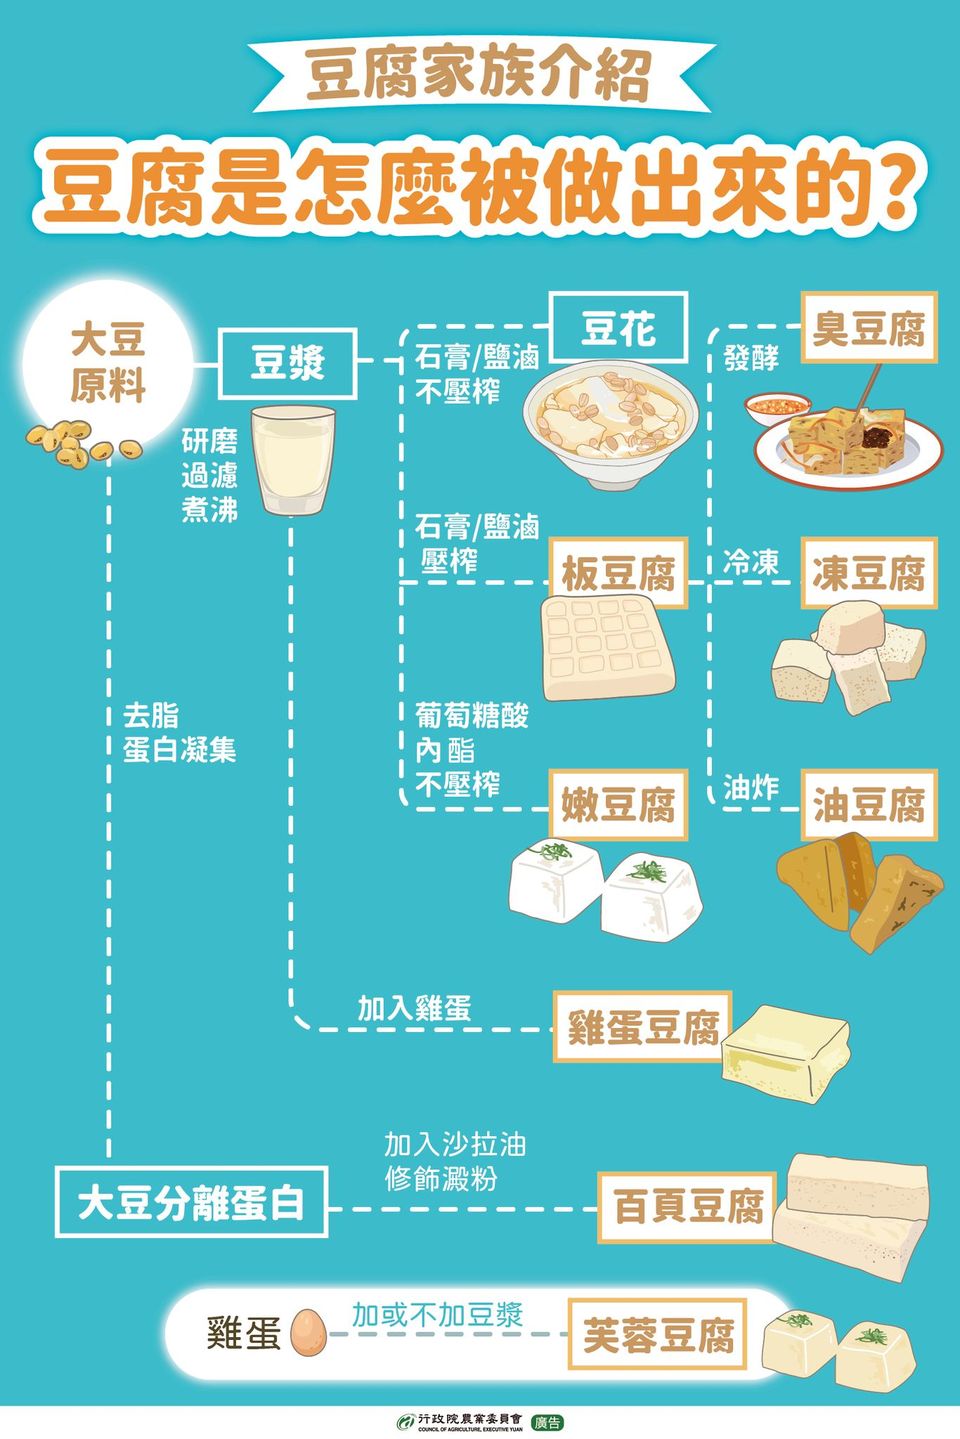 豆腐家族介紹
豆腐是怎麼被做出來的?
大豆
原料
豆漿
研磨
過濾
煮沸
石膏/鹽滷
不壓榨
豆花
發酵
臭豆腐
石膏/鹽滷
壓榨
板豆腐
冷凍
凍豆腐
葡萄糖酸
內酯
不壓榨
嫩豆腐
油炸
油豆腐
去脂
蛋白凝集
加入雞蛋
雞蛋豆腐
大豆分離蛋白
加入沙拉油
修飾澱粉
百頁豆腐
雞蛋
加或不加豆漿
芙蓉豆腐
行政院農業委員會
COUNCIL OF AGRICULTURE, EXECUTIVE YUAN
廣告